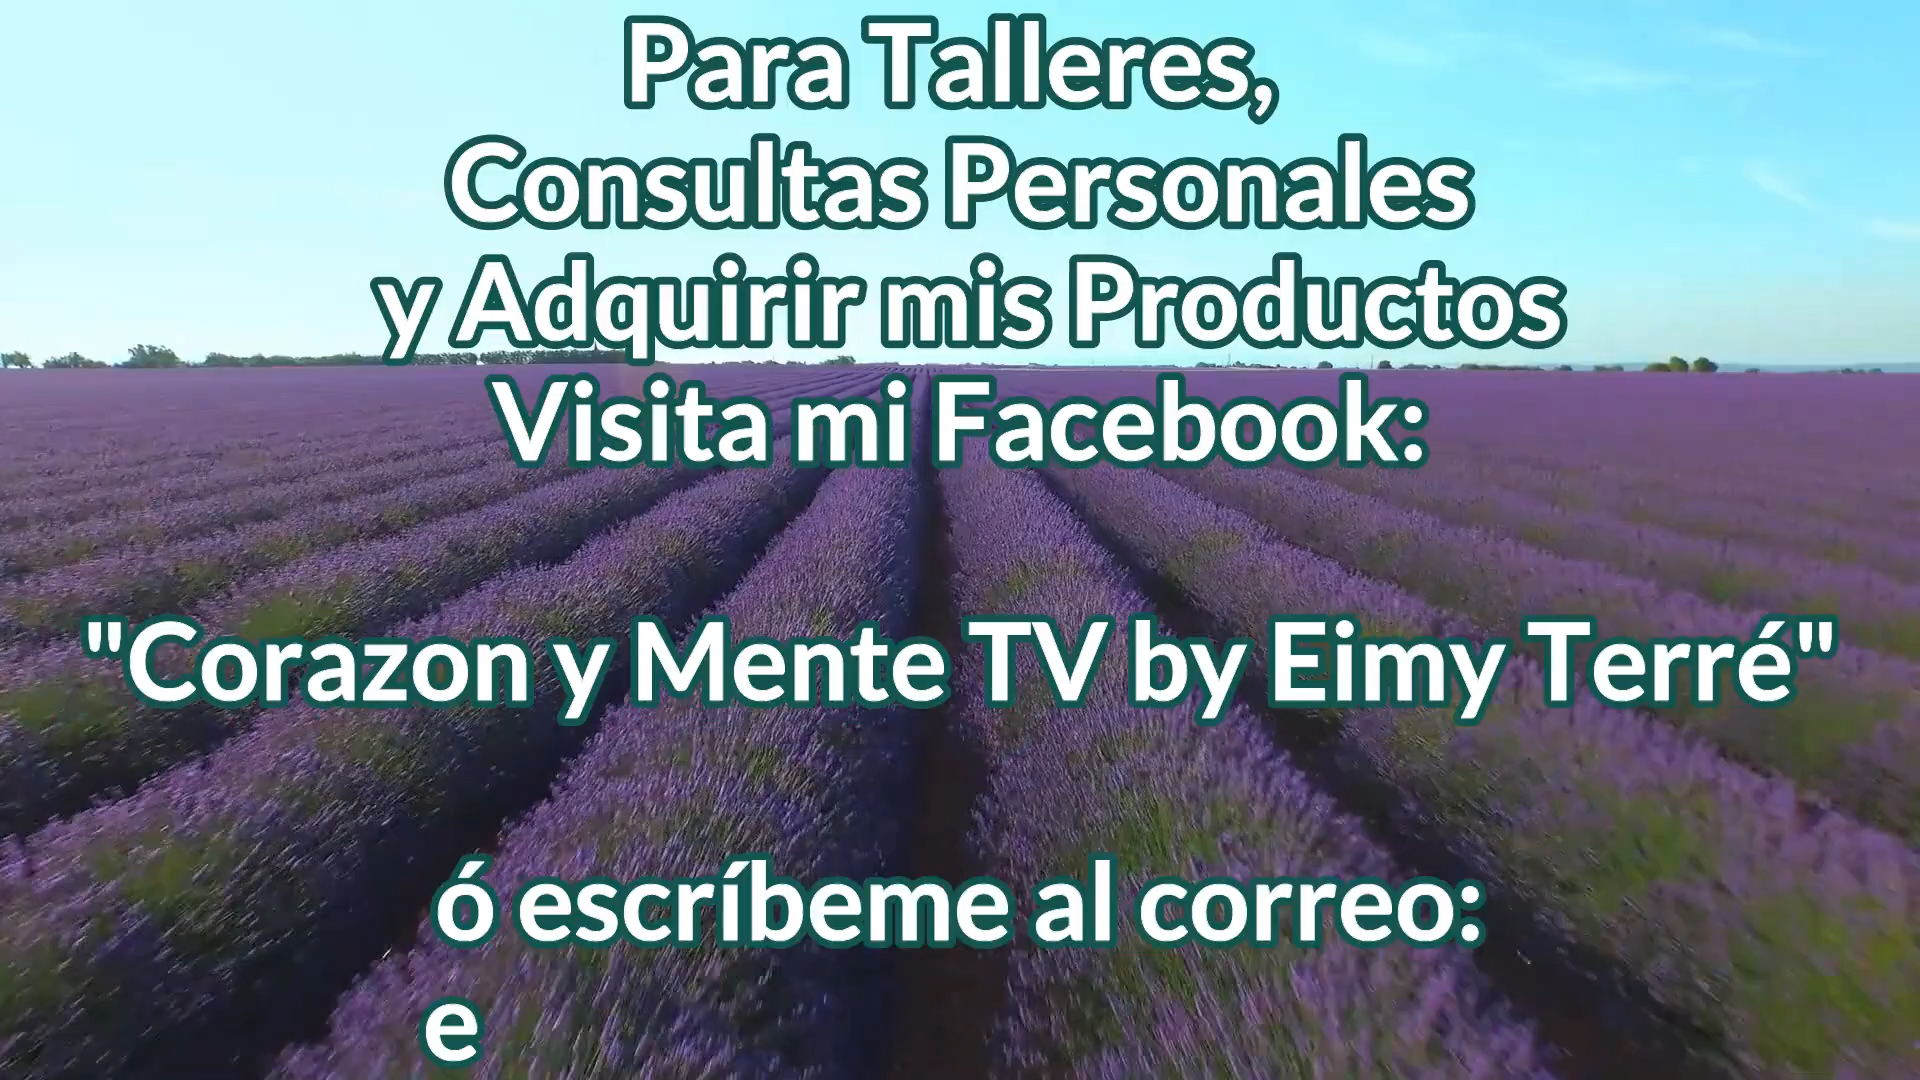 Para Talleres,
Consultas Personales
y Adquirir mis Productos
Visita mi Facebook:
"Corazon y Mente TV by Eimy Terré"
ó escríbeme al correo:
e